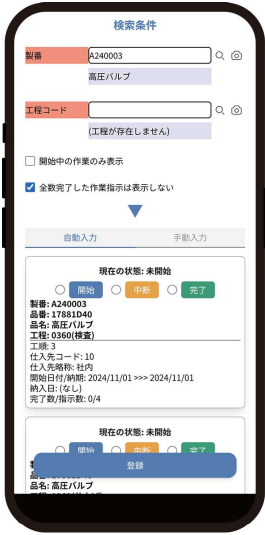 検索条件
製番 A240003
高圧バルブ
工程コード
(工程が存在しません)
開始中の作業のみ表示
全数完了した作業指示は表示しない
自動入力 手動入力
現在の状態: 未開始
開始 中断 完了
製番: A240003
品番: 17881D40
品名: 高圧バルブ
工程: 0360(検査)
工順: 3
仕入先コード: 10
仕入先略称: 社内
開始日付/納期: 2024/11/01 >>> 2024/11/01
納入日: (なし)
完了数/指示数: 0/4
現在の状態: 未開始
開始 中断 完了
登録
品名: 高圧バルブ